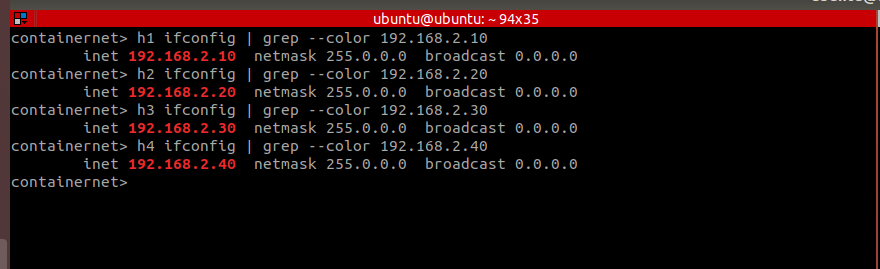 ubuntu@ubuntu: ~ 94x35
containernet> h1 ifconfig | grep --color 192.168.2.10
        inet 192.168.2.10  netmask 255.0.0.0  broadcast 0.0.0.0
containernet> h2 ifconfig | grep --color 192.168.2.20
        inet 192.168.2.20  netmask 255.0.0.0  broadcast 0.0.0.0
containernet> h3 ifconfig | grep --color 192.168.2.30
        inet 192.168.2.30  netmask 255.0.0.0  broadcast 0.0.0.0
containernet> h4 ifconfig | grep --color 192.168.2.40
        inet 192.168.2.40  netmask 255.0.0.0  broadcast 0.0.0.0
containernet>